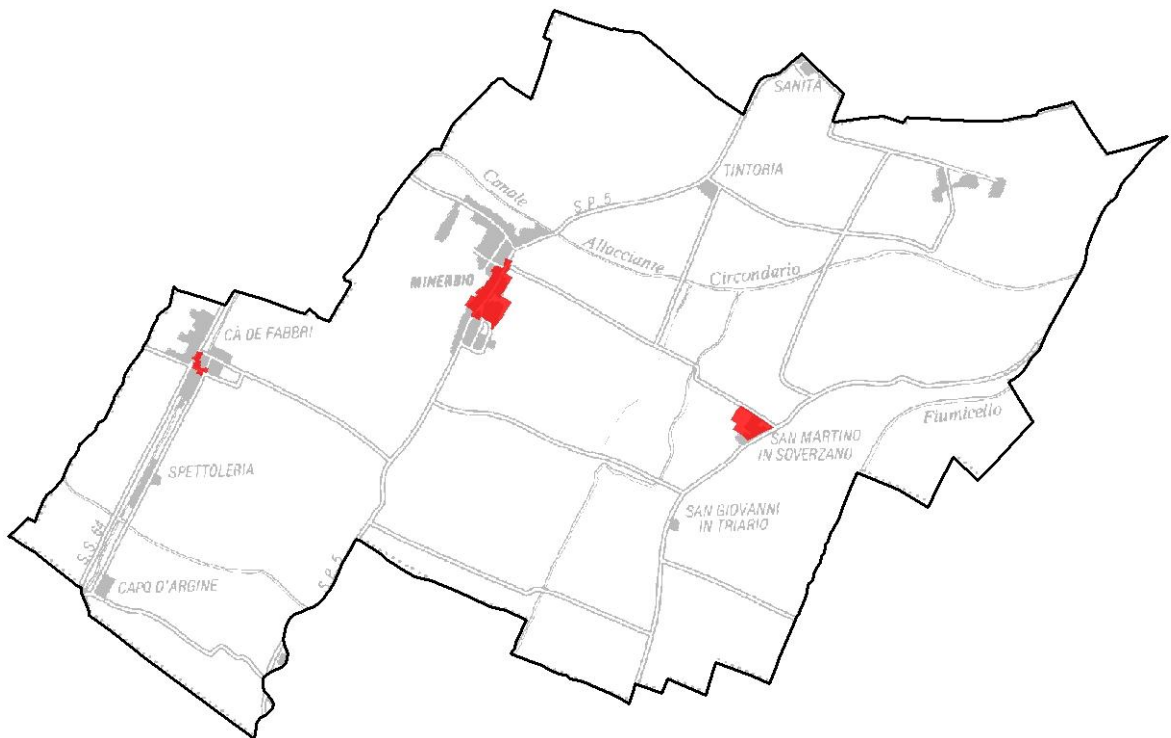 SANITÀ
TINTORIA
Canale
S.P. 5
Allacciante
Circondario
MINERBIO
CÀ DE FABBRI
Fiumicello
SAN MARTINO
IN SOVERZANO
SPETTOLERIA
SAN GIOVANNI
IN TRIARIO
S.S. 64
S.P. 5
CAPO D'ARGINE